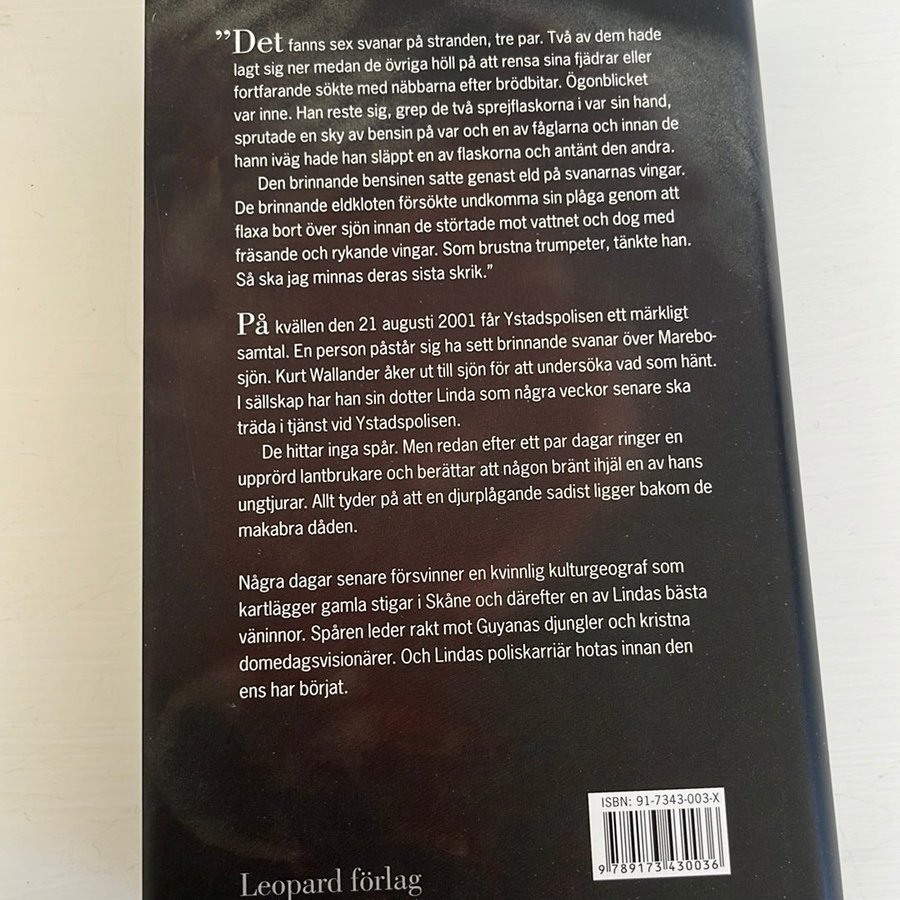 ”Det fanns sex svanar på stranden, tre par. Två av dem hade
lagt sig ner medan de övriga höll på att rensa sina fjädrar eller
fortfarande sökte med näbbarna efter brödbitar. Ögonblicket
var inne. Han reste sig, grep de två sprejflaskorna i var sin hand,
sprutade en sky av bensin på var och en av fåglarna och innan de
hann iväg hade han släppt en av flaskorna och antänt den andra.
Den brinnande bensinen satte genast eld på svanarnas vingar.
De brinnande eldkloten försökte undkomma sin plåga genom att
flaxa bort över sjön innan de störtade mot vattnet och dog med
fräsande och rykande vingar. Som brustna trumpeter, tänkte han.
Så ska jag minnas deras sista skrik.”
På kvällen den 21 augusti 2001 får Ystadspolisen ett märkligt
samtal. En person påstår sig ha sett brinnande svanar över Marebo-
sjön. Kurt Wallander åker ut till sjön för att undersöka vad som hänt.
I sällskap har han sin dotter Linda som några veckor senare ska
träda i tjänst vid Ystadspolisen.
De hittar inga spår. Men redan efter ett par dagar ringer en
upprörd lantbrukare och berättar att någon bränt ihjäl en av hans
ungtjurar. Allt tyder på att en djurplågande sadist ligger bakom de
makabra dåden.
Några dagar senare försvinner en kvinnlig kulturgeograf som
kartlägger gamla stigar i Skåne och därefter en av Lindas bästa
väninnor. Spåren leder rakt mot Guyanas djungler och kristna
domedagsvisionärer. Och Lindas poliskarriär hotas innan den
ens har börjat.
ISBN: 91-7343-003-X
9 789173 430036
Leopard förlag